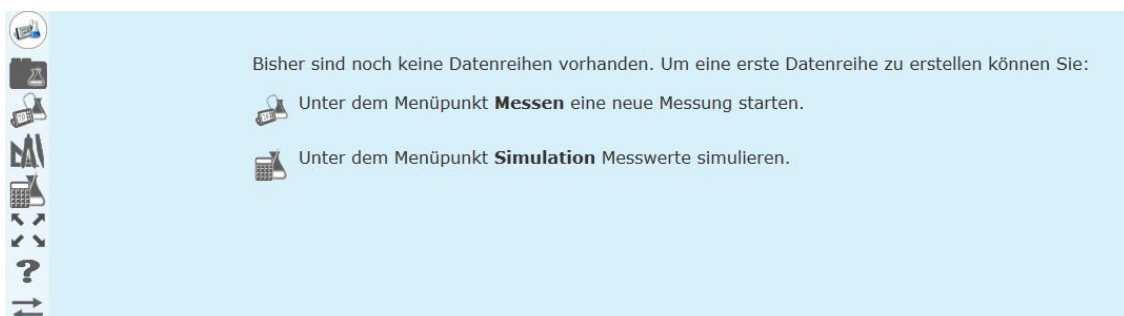 Bisher sind noch keine Datenreihen vorhanden. Um eine erste Datenreihe zu erstellen können Sie:
Unter dem Menüpunkt Messen eine neue Messung starten.
Unter dem Menüpunkt Simulation Messwerte simulieren.
?